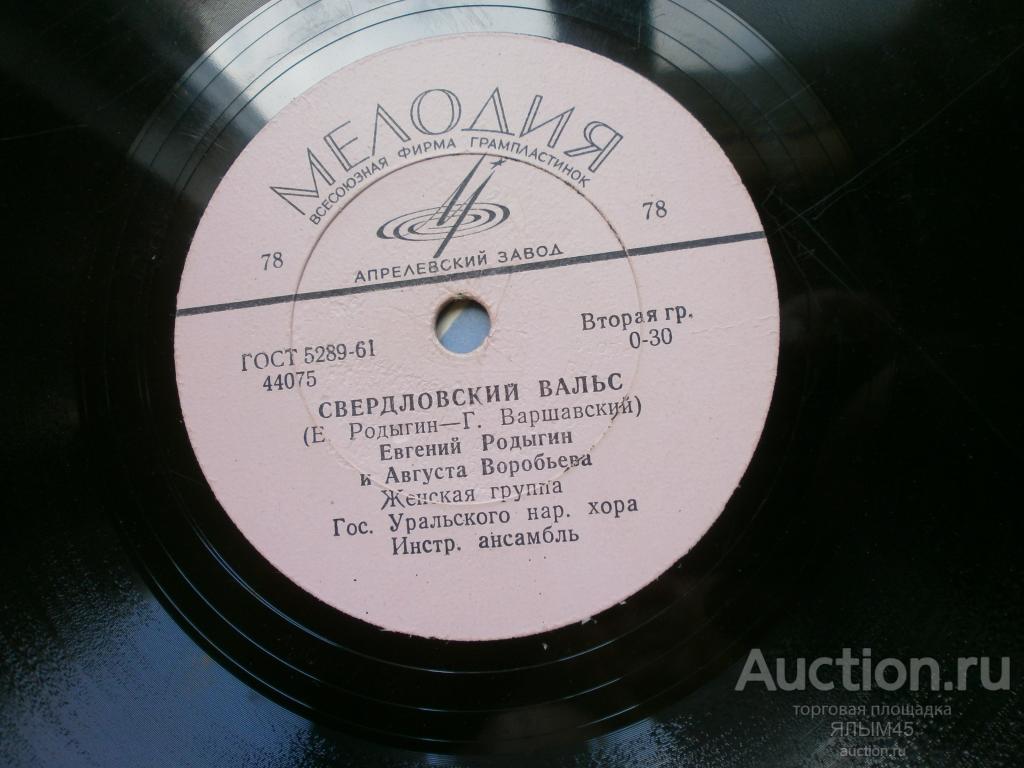 МЕЛОДИЯ
ВСЕСОЮЗНАЯ ФИРМА ГРАМПЛАСТИНОК
78 78
АПРЕЛЕВСКИЙ ЗАВОД
ГОСТ 5289-61
44075
Вторая гр.
0-30
СВЕРДЛОВСКИЙ ВАЛЬС
(Е Родыгин—Г. Варшавский)
Евгений Родыгин
и Августа Воробьева
Женская группа
Гос. Уральского нар. хора
Инстр. ансамбль
Auction.ru
торговая площадка
ЯЛЫМ45
auction.ru